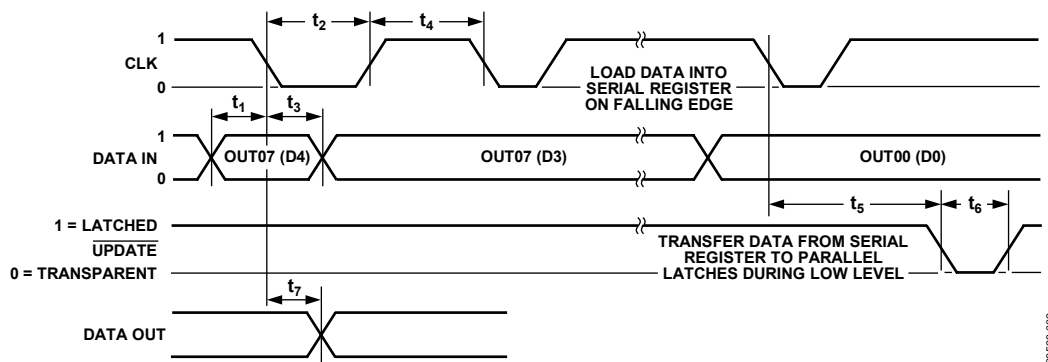 t2
t4
1
CLK
0
LOAD DATA INTO
SERIAL REGISTER
ON FALLING EDGE
t1
t3
1
DATA IN
0
OUT07 (D4)
OUT07 (D3)
OUT00 (D0)
t5
t6
1 = LATCHED
UPDATE
0 = TRANSPARENT
TRANSFER DATA FROM SERIAL
REGISTER TO PARALLEL
LATCHES DURING LOW LEVEL
t7
DATA OUT